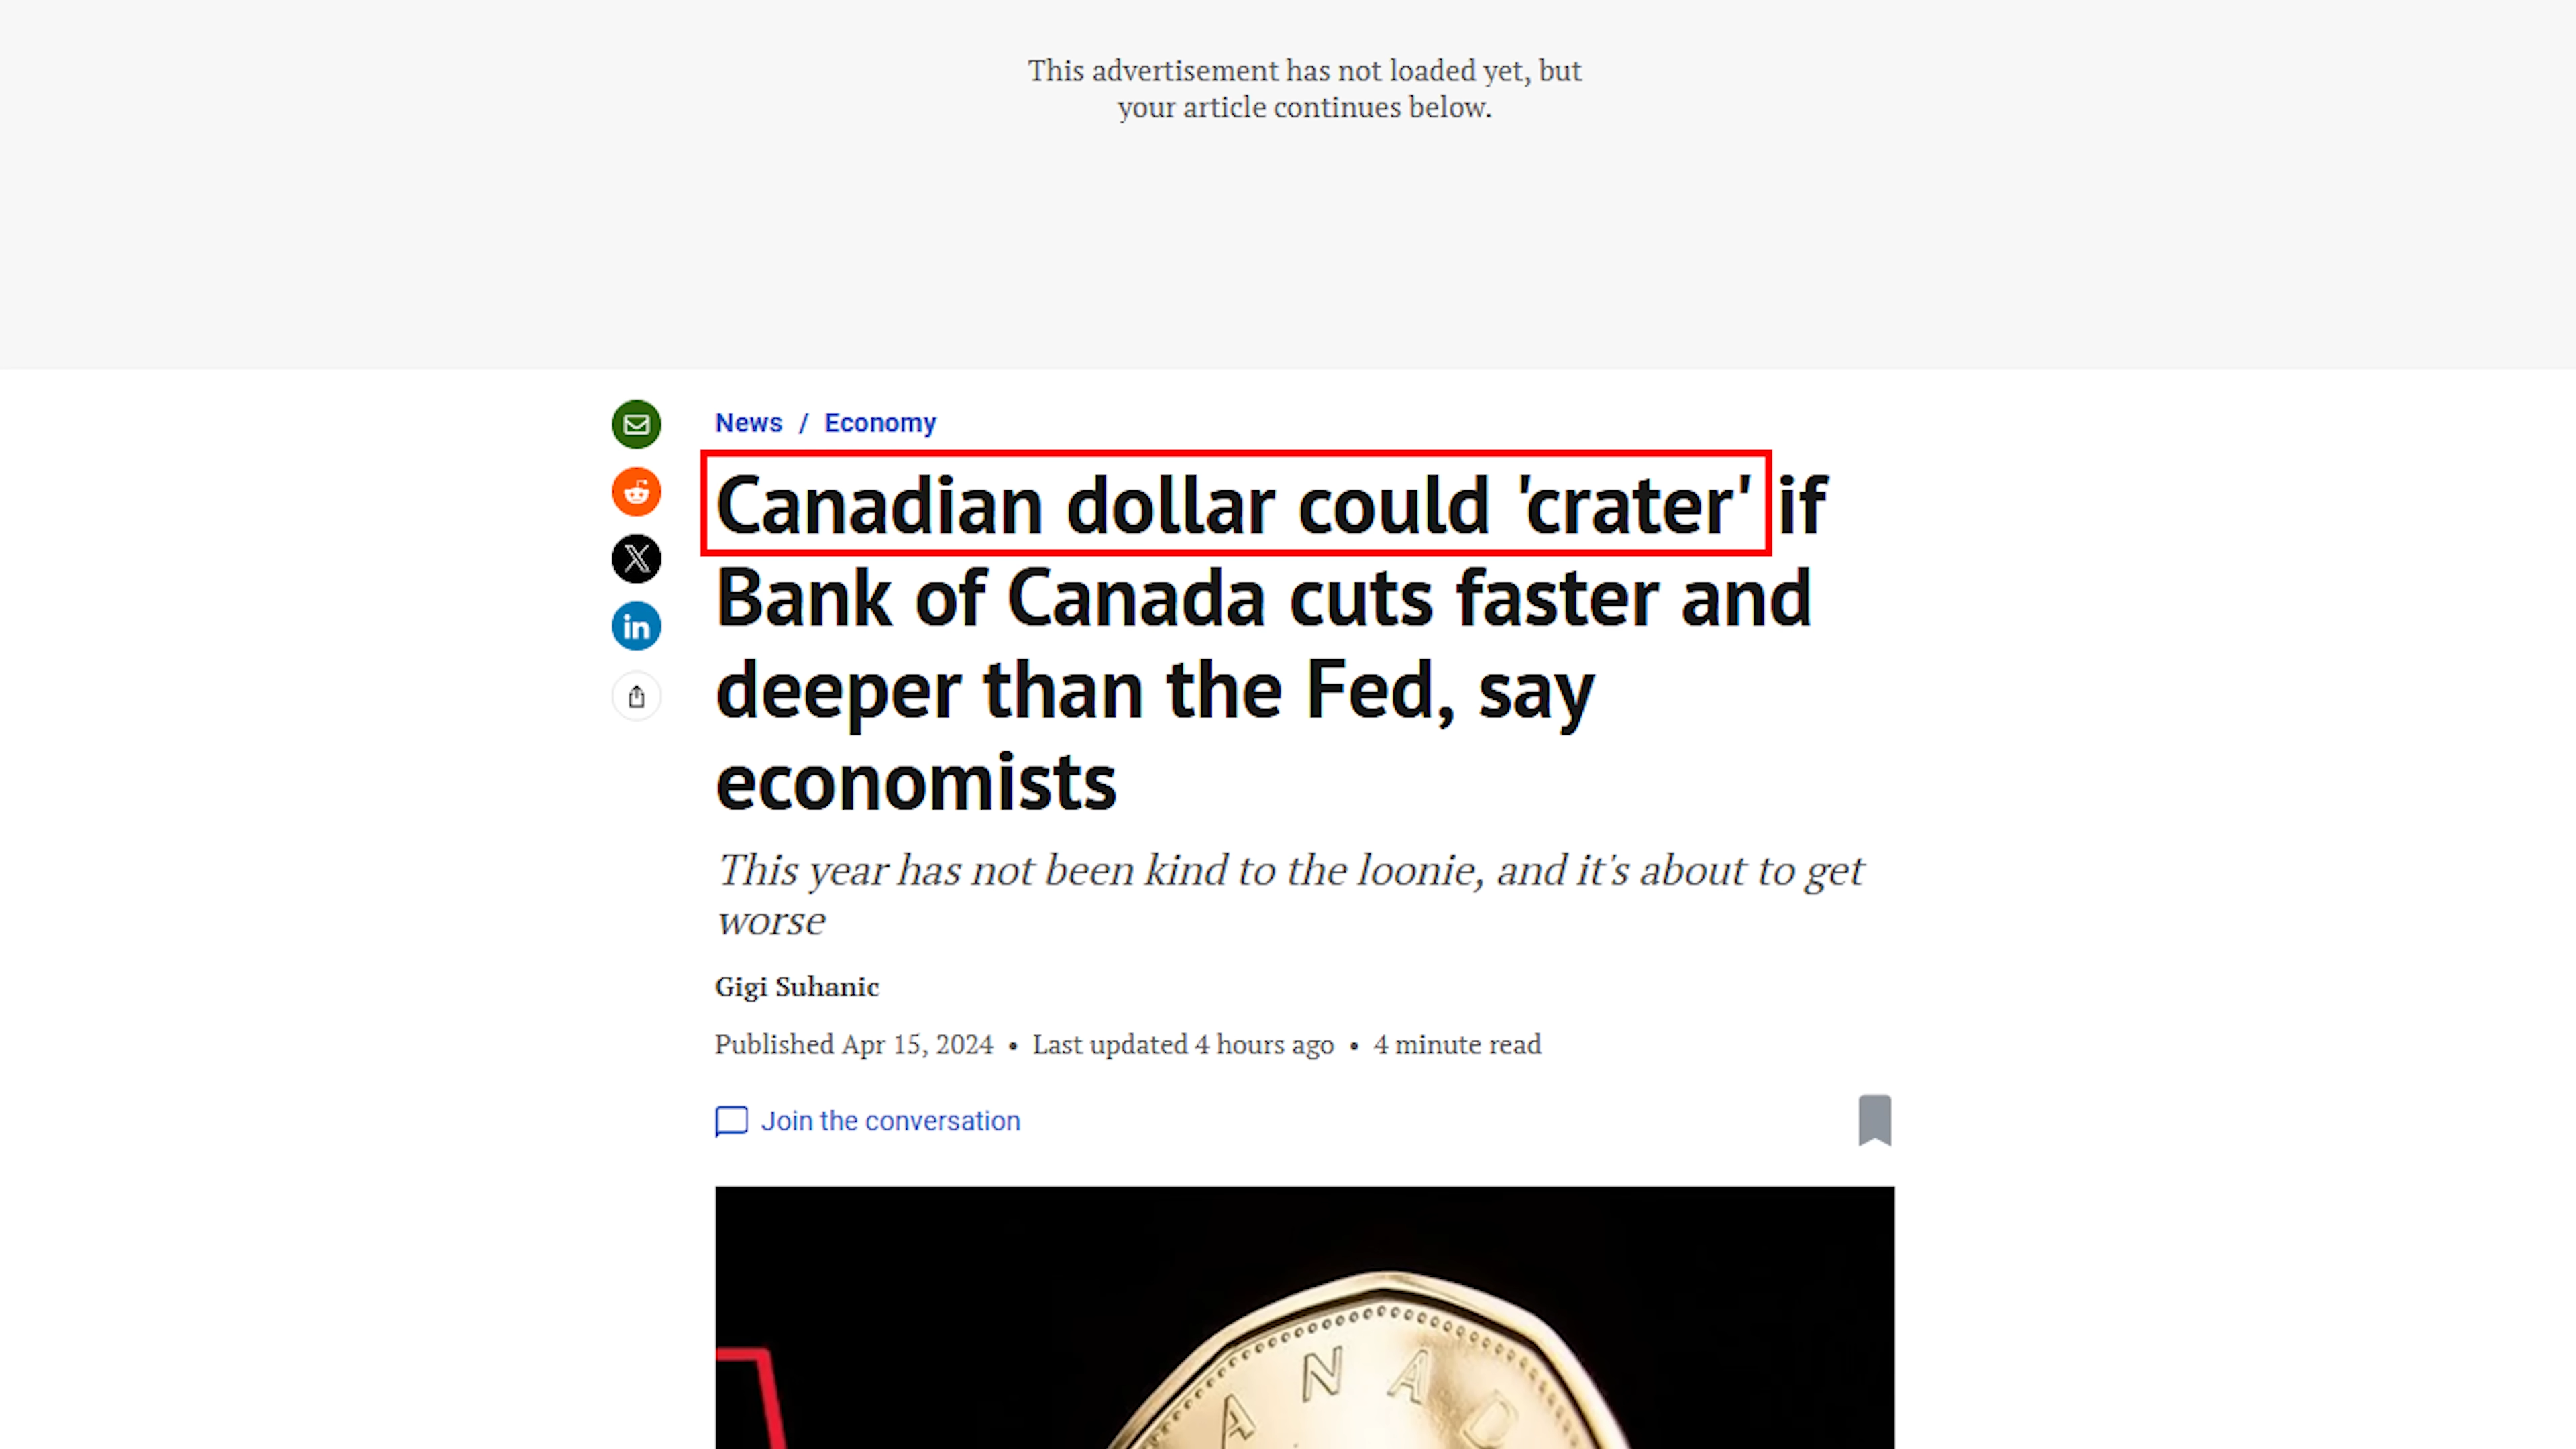 This advertisement has not loaded yet, but
your article continues below.
News / Economy
Canadian dollar could 'crater' if
Bank of Canada cuts faster and
deeper than the Fed, say
economists
This year has not been kind to the loonie, and it's about to get
worse
Gigi Suhanic
Published Apr 15, 2024 • Last updated 4 hours ago • 4 minute read
Join the conversation
ANAD